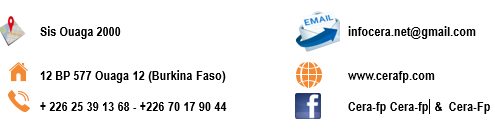 Sis Ouaga 2000
EMAIL
infocera.net@gmail.com
12 BP 577 Ouaga 12 (Burkina Faso)
www.cerafp.com
+ 226 25 39 13 68 - +226 70 17 90 44
f
Cera-fp Cera-fp| & Cera-Fp